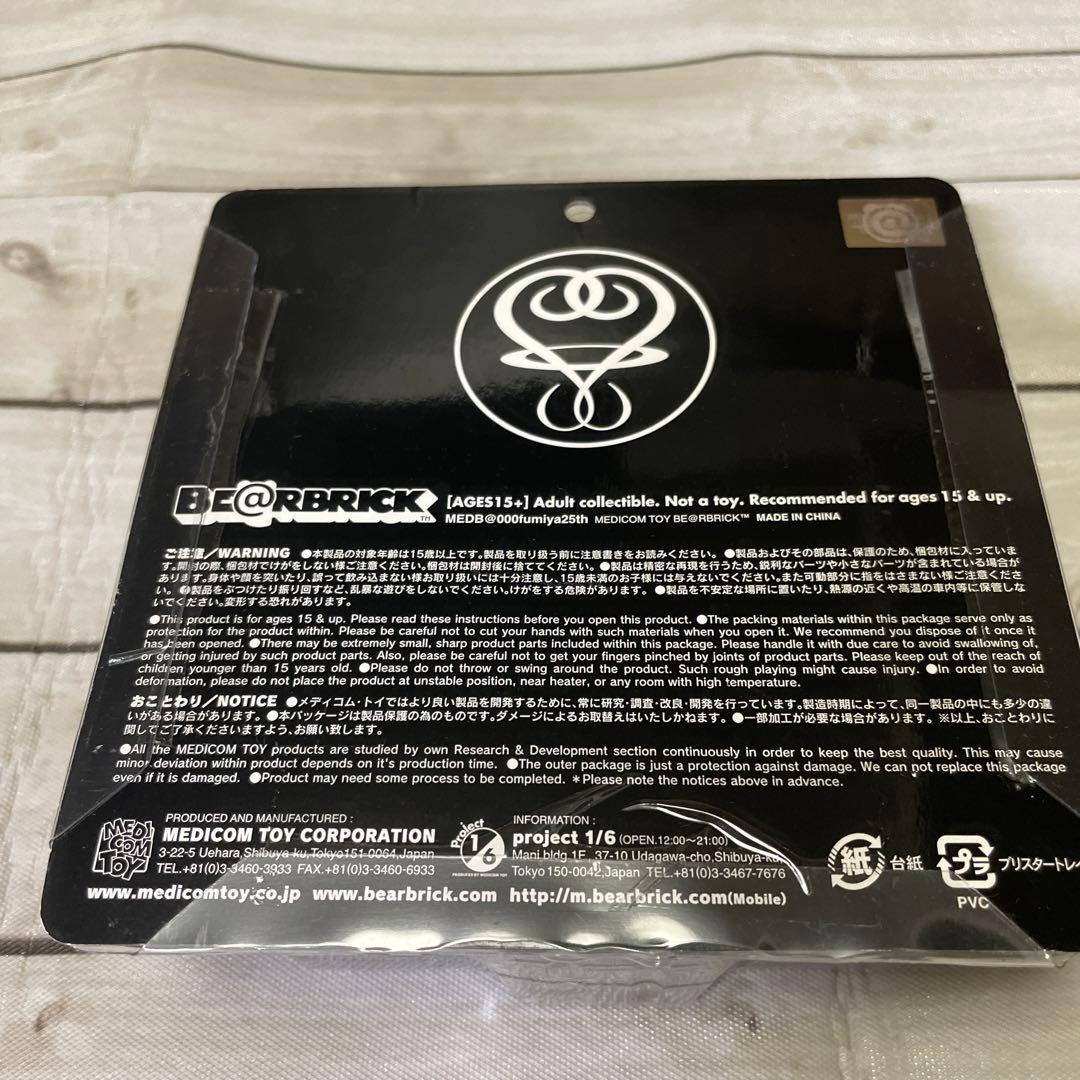 @
BE@RBRICK™ [AGES15+] Adult collectible. Not a toy. Recommended for ages 15 & up.
MEDB@000fumiya25th MEDICOM TOY BE@RBRICK™ MADE IN CHINA
ご注意/WARNING ●本製品の対象年齢は15歳以上です。製品を取り扱う前に注意書きをお読みください。 ●製品およびその部品は、保護のため、梱包材に入っていま
す。開封の際、梱包材でけがをしない様ご注意ください。梱包材は開封後に捨ててください。 ●製品は精密な再現を行うため、鋭利なパーツや小さなパーツが含まれている場合が
あります。身体や顔を突いたり、誤って飲み込まない様お取り扱いには十分注意し、15歳未満のお子様には与えないでください。また可動部分に指をはさまない様ご注意くださ
い。 ●製品をぶつけたり振り回すなど、乱暴な遊びをしないでください。けがをする危険があります。 ●製品を不安定な場所に置いたり、熱源の近くや高温の車内等に保管しな
いでください。変形する恐れがあります。
●This product is for ages 15 & up. Please read these instructions before you open this product. ●The packing materials within this package serve only as
protection for the product within. Please be careful not to cut your hands with such materials when you open it. We recommend you dispose of it once it
has been opened. ●There may be extremely small, sharp product parts included within this package. Please handle it with due care to avoid swallowing of,
or getting injured by such product parts. Also, please be careful not to get your fingers pinched by joints of product parts. Please keep out of the reach of
children younger than 15 years old. ●Please do not throw or swing around the product. Such rough playing might cause injury. ●In order to avoid
deformation, please do not place the product at unstable position, near heater, or any room with high temperature.
おことわり/NOTICE ●メディコム・トイではより良い製品を開発するために、常に研究・調査・改良・開発を行っています。製造時期によって、同一製品の中にも多少の違
いがある場合があります。 ●本パッケージは製品保護の為のものです。ダメージによるお取替えはいたしかねます。 ●一部加工が必要な場合があります。 ※以上、おことわりに
関してご了承くださいますよう、お願い致します。
●All the MEDICOM TOY products are studied by own Research & Development section continuously in order to keep the best quality. This may cause
minor deviation within product depends on it's production time. ●The outer package is just a protection against damage. We can not replace this package
even if it is damaged. ●Product may need some process to be completed. *Please note the notices above in advance.
MEDI COM TOY
PRODUCED AND MANUFACTURED :
MEDICOM TOY CORPORATION
3-22-5 Uehara,Shibuya-ku,Tokyo151-0064,Japan
TEL.+81(0)3-3460-3933 FAX.+81(0)3-3460-6933
Project 1/6
PRODUCED BY MEDICOM TOY
INFORMATION :
project 1/6 (OPEN.12:00~21:00)
Mani bldg.1F, 37-10 Udagawa-cho,Shibuya-ku,
Tokyo 150-0042,Japan TEL.+81(0)3-3467-7676
www.medicomtoy.co.jp www.bearbrick.com http://m.bearbrick.com(Mobile)
紙 台紙
プラ ブリスタートレ
PVC